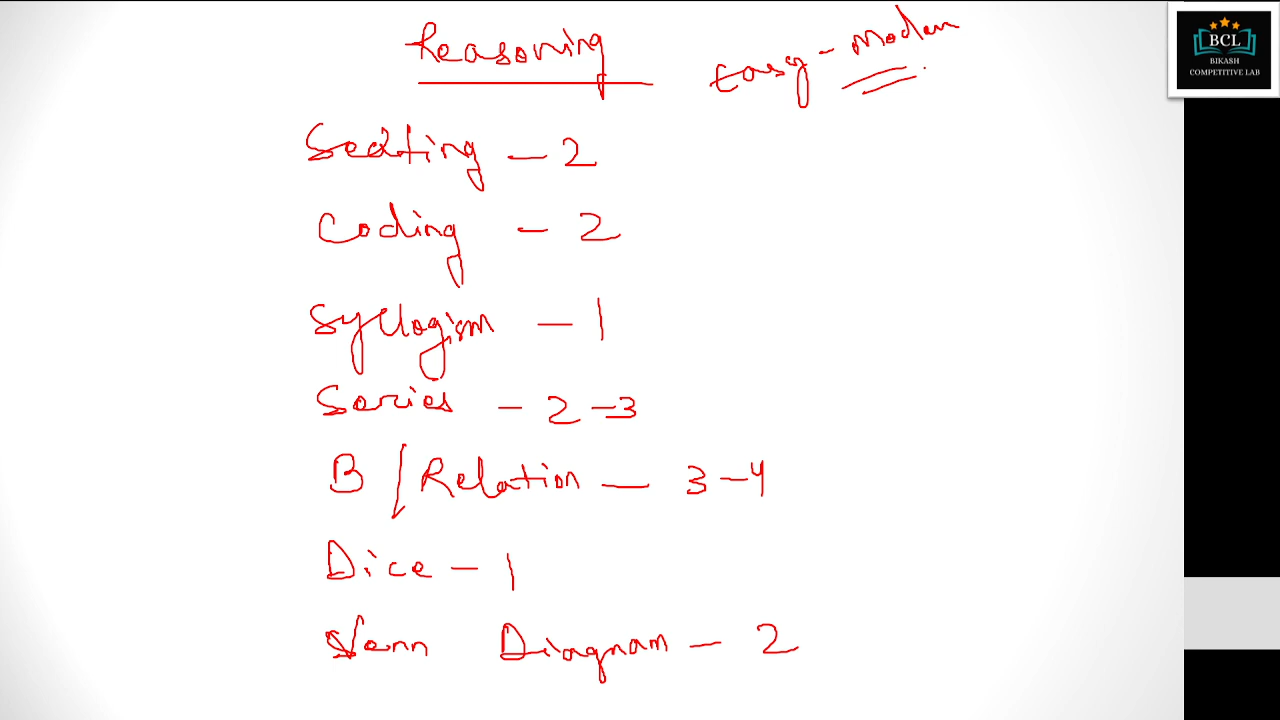 Reasoning Easy - Modern
Seating - 2
Coding - 2
Syllogism - 1
Series - 2-3
B/Relation - 3-4
Dice - 1
Venn Diagram - 2
BCL
BIKASH
COMPETITIVE LAB